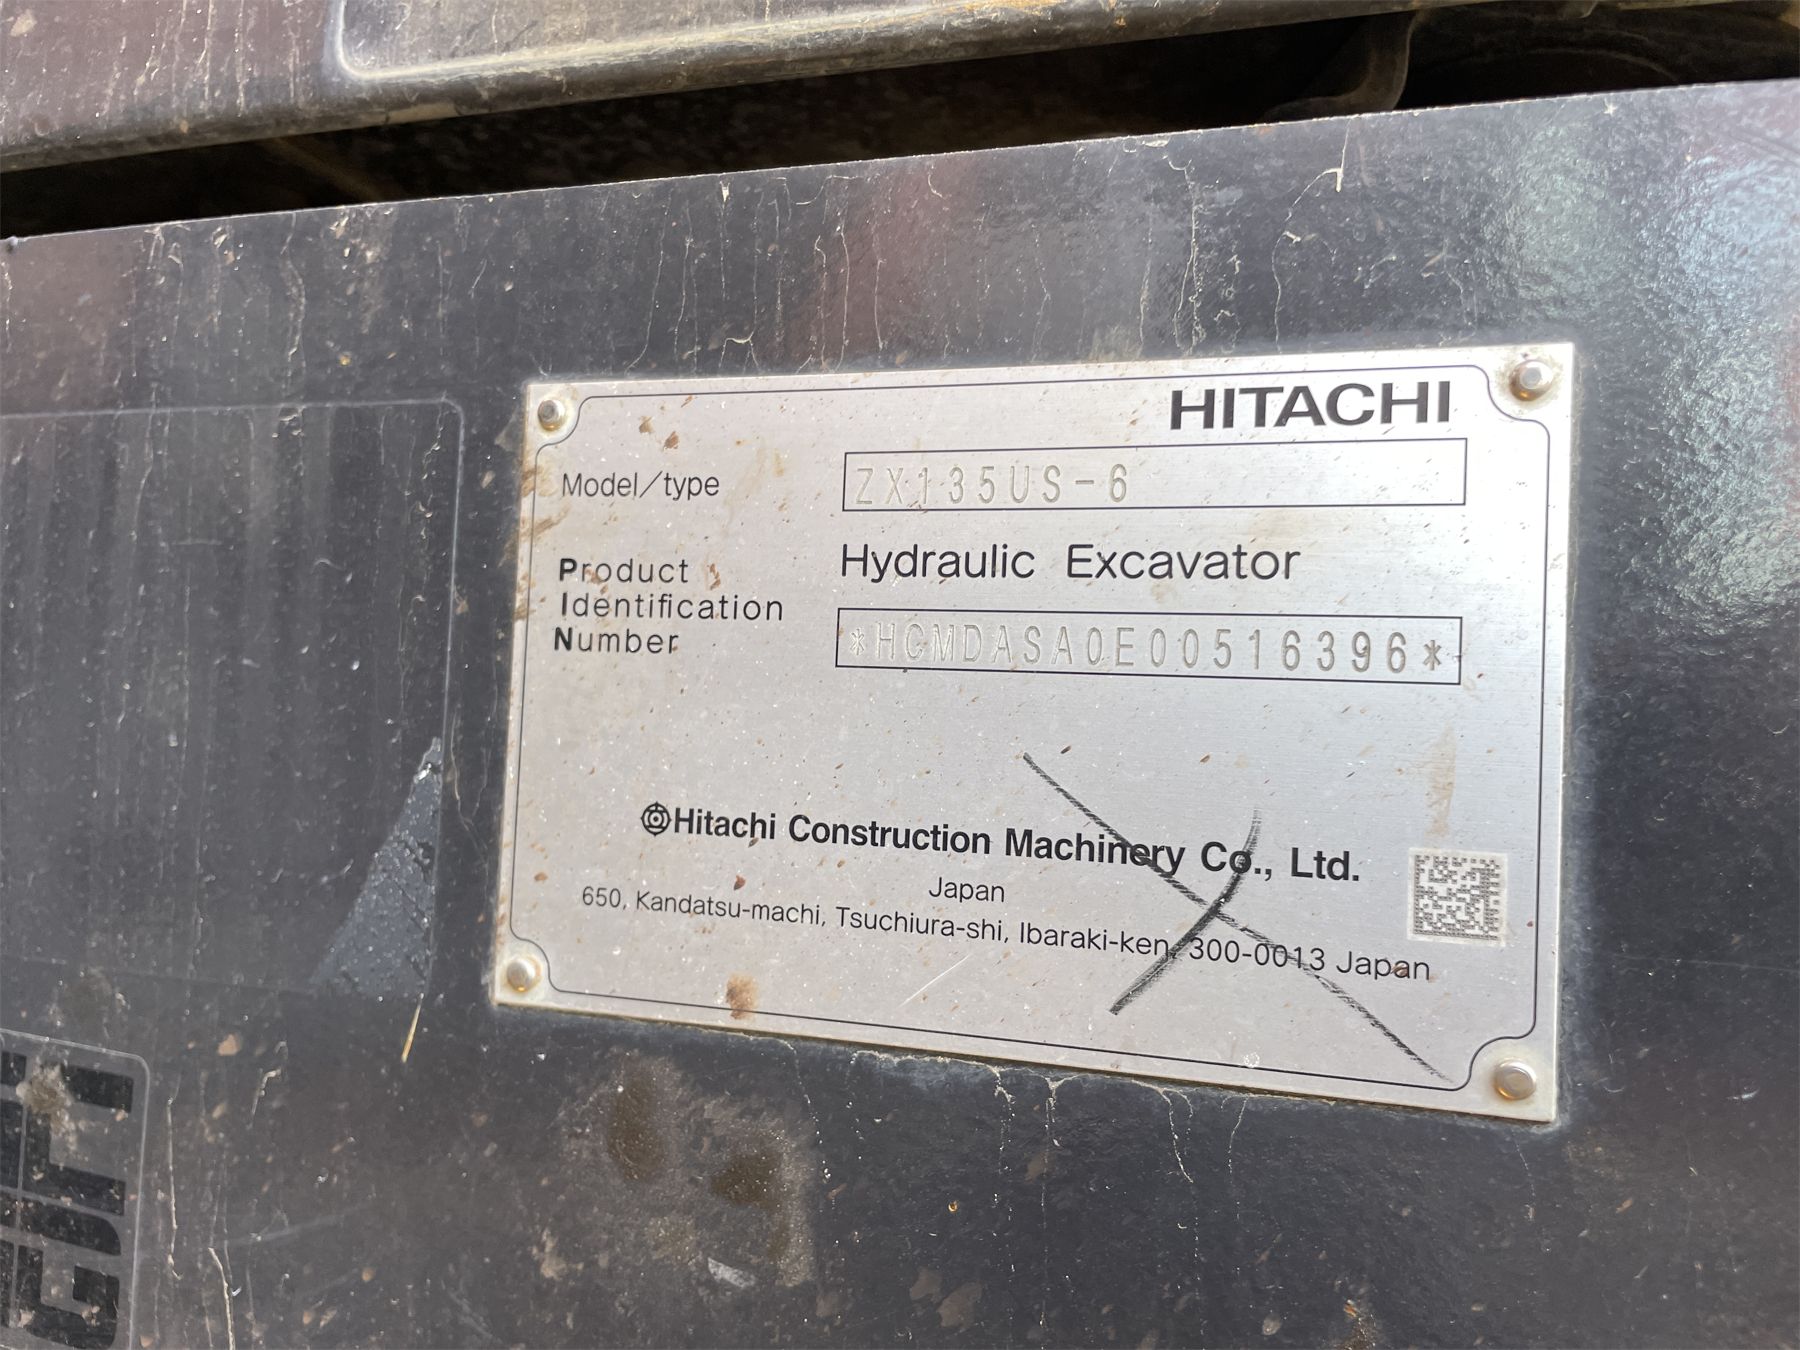 HITACHI
Model/type ZX135US-6
Hydraulic Excavator
Product
Identification
Number
*HCMDASA0E00516396*
Hitachi Construction Machinery Co., Ltd.
Japan
650, Kandatsu-machi, Tsuchiura-shi, Ibaraki-ken, 300-0013 Japan